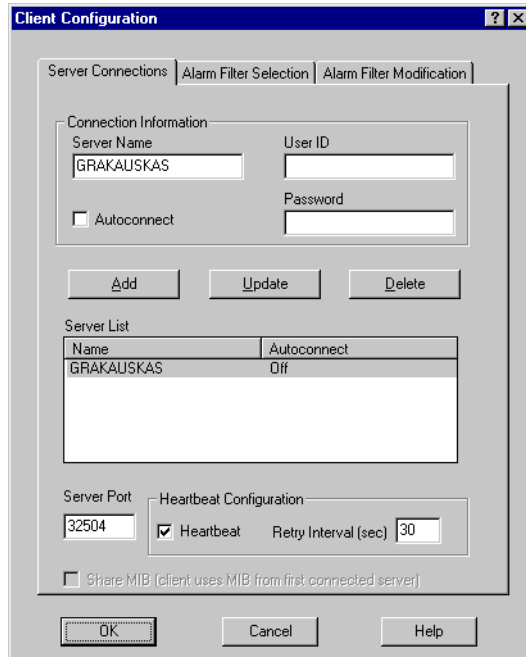 Client Configuration
Server Connections Alarm Filter Selection Alarm Filter Modification
Connection Information
Server Name User ID
GRAKAUSKAS
Password
Autoconnect
Add Update Delete
Server List
Name Autoconnect
GRAKAUSKAS Off
Server Port Heartbeat Configuration
32504 Heartbeat Retry Interval (sec) 30
Share MIB (client uses MIB from first connected server)
OK Cancel Help